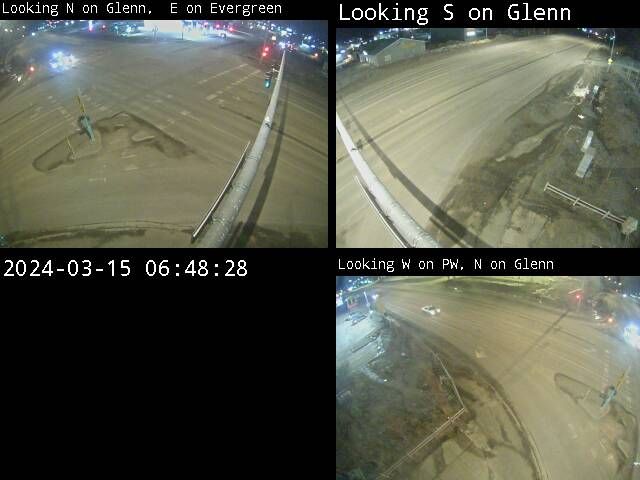 Looking N on Glenn, E on Evergreen
Looking S on Glenn
2024-03-15 06:48:28
Looking W on PW, N on Glenn